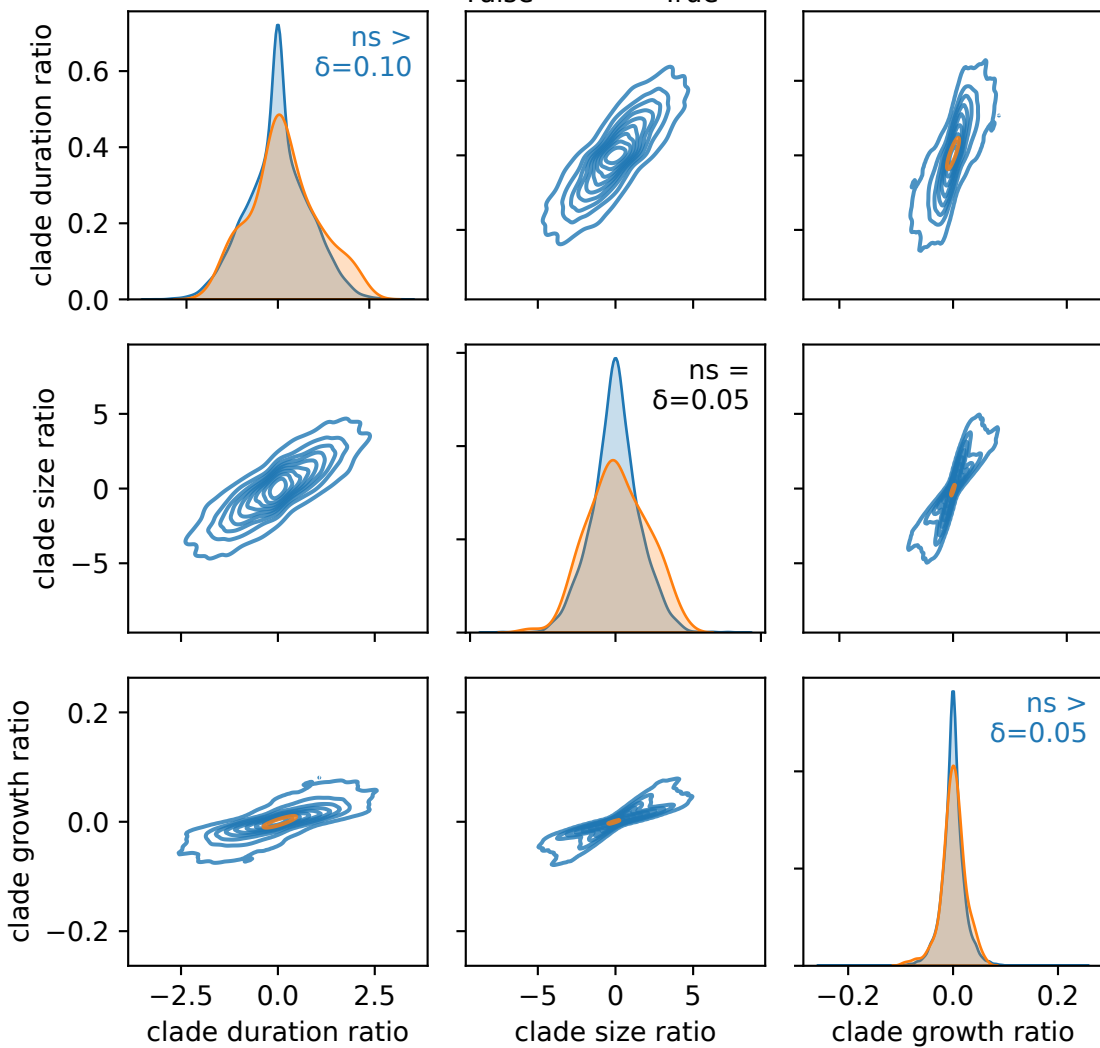 clade duration ratio
0.6
0.4
0.2
0.0
ns >
δ=0.10
clade size ratio
5
0
−5
ns =
δ=0.05
clade growth ratio
0.2
0.0
−0.2
ns >
δ=0.05
−2.5 0.0 2.5
−5 0 5
−0.2 0.0 0.2
clade duration ratio
clade size ratio
clade growth ratio